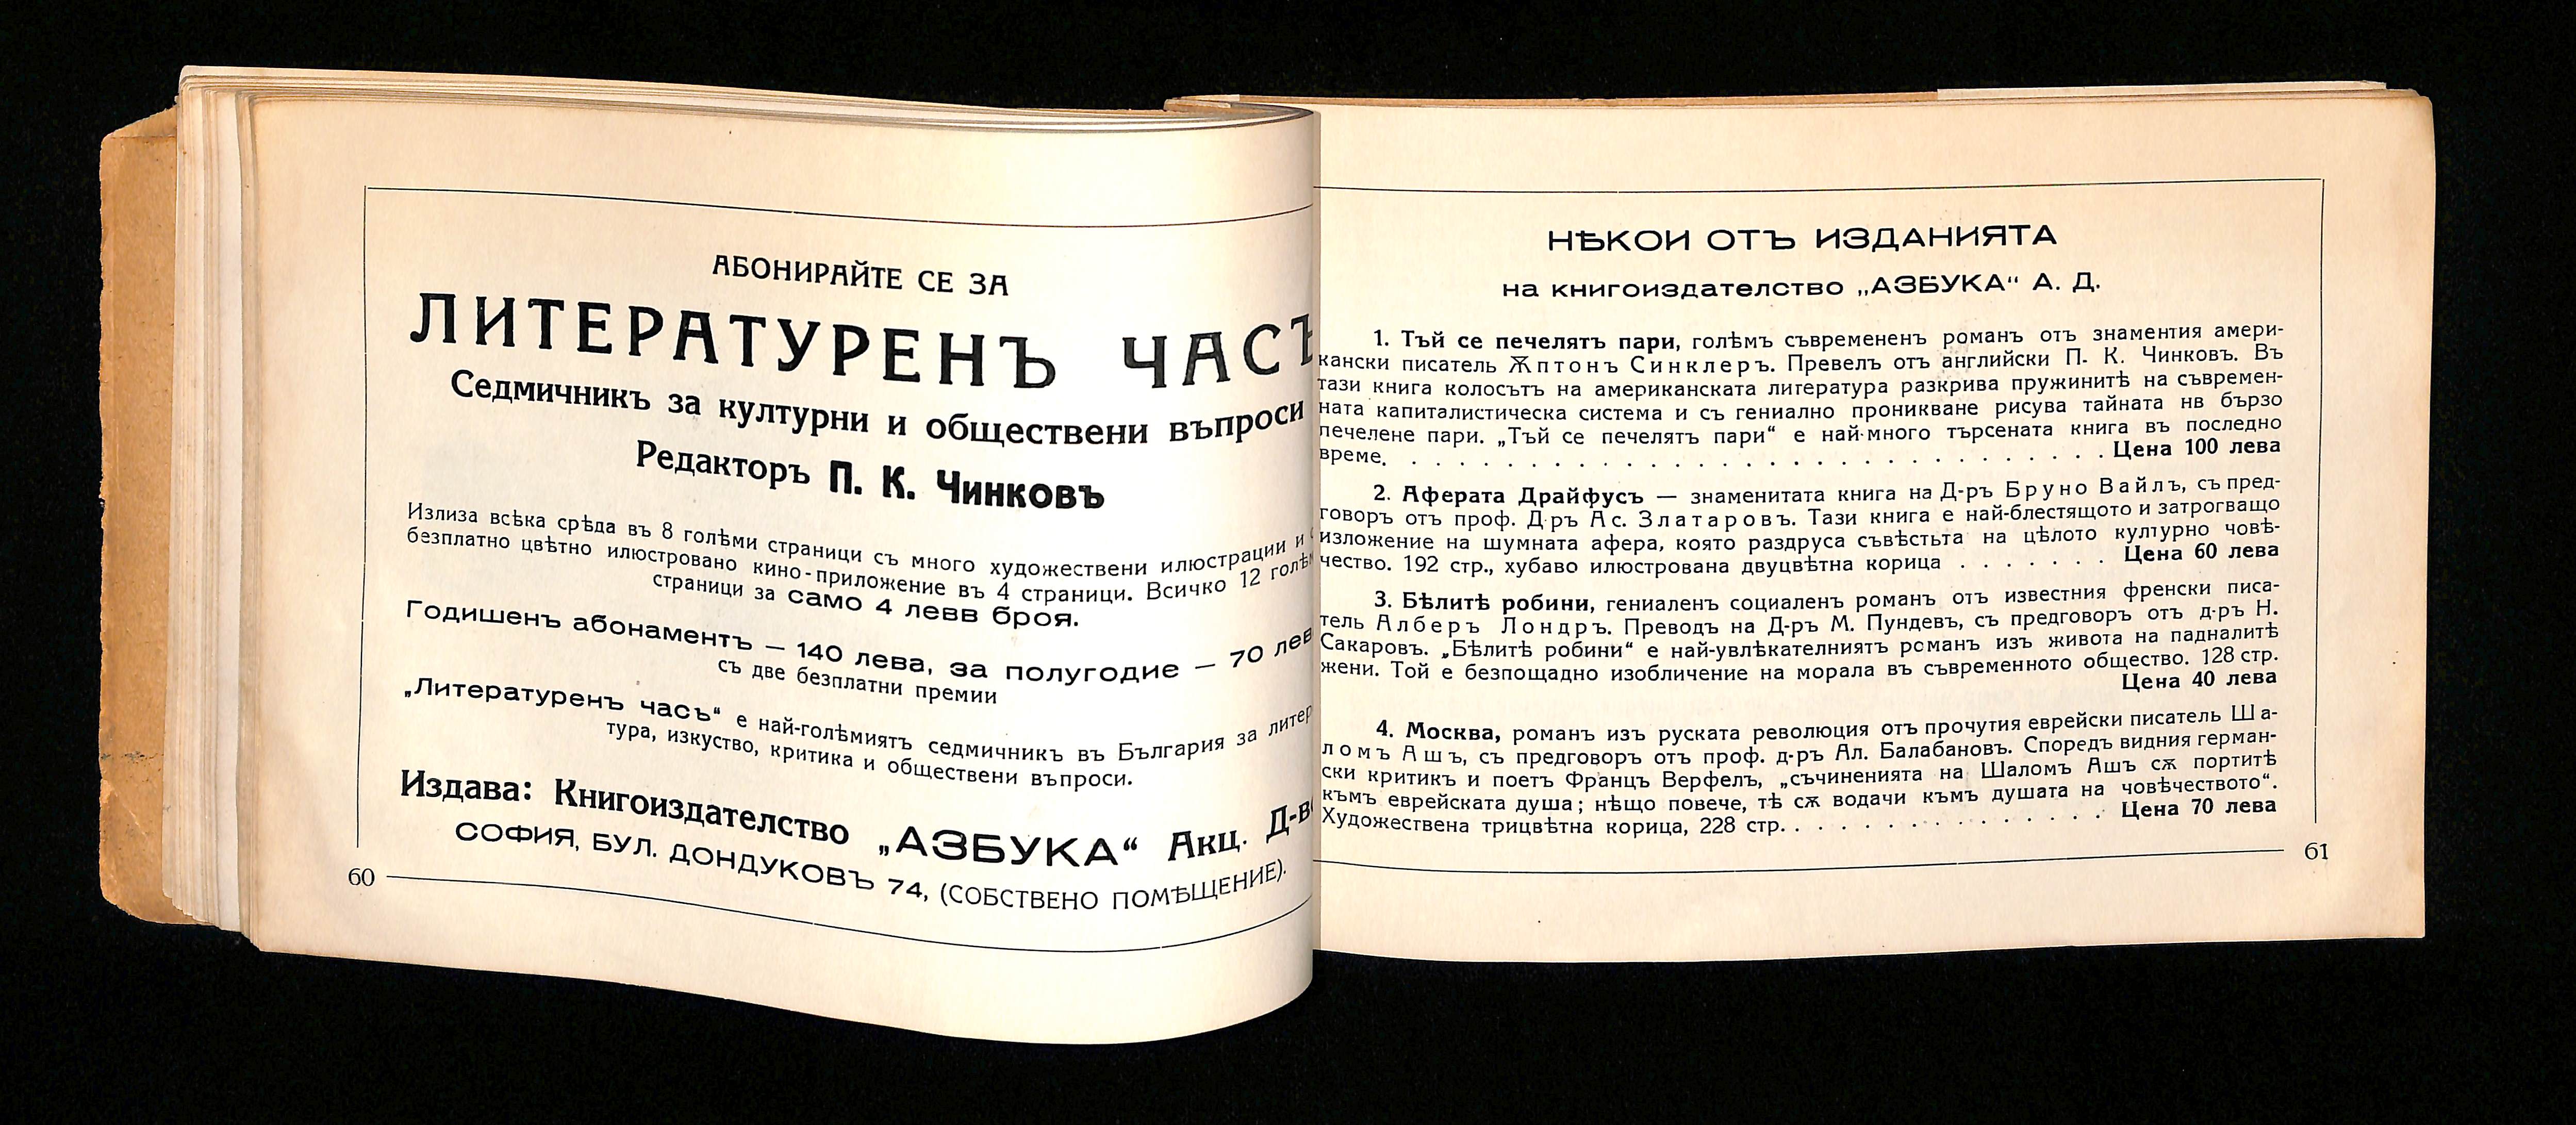 АБОНИРАЙТЕ СЕ ЗА
ЛИТЕРАТУРЕНЪ ЧАСЪ
Седмичникъ за културни и обществени въпроси
Редакторъ П. К. Чинковъ
Излиза всѣка срѣда въ 8 голѣми страници съ много художествени илюстрации и
безплатно цвѣтно илюстровано кино-приложение въ 4 страници. Всичко 12 голѣм
страници за само 4 левв броя.
Годишенъ абонаментъ — 140 лева, за полугодие — 70 лев
съ две безплатни премии
„Литературенъ часъ“ е най-голѣмиятъ седмичникъ въ България за литер
тура, изкуство, критика и обществени въпроси.
Издава: Книгоиздателство „АЗБУКА“ Акц. Д-во
СОФИЯ, БУЛ. ДОНДУКОВЪ 74, (СОБСТВЕНО ПОМѢЩЕНИЕ).
60
НѢКОИ ОТЪ ИЗДАНИЯТА
на книгоиздателство „АЗБУКА“ А. Д.
1. Тъй се печелятъ пари, голѣмъ съвремененъ романъ отъ знаментия амери-
кански писатель Ѫптонъ Синклеръ. Превелъ отъ английски П. К. Чинковъ. Въ
тази книга колосътъ на американската литература разкрива пружинитѣ на съвремен-
ната капиталистическа система и съ гениално проникване рисува тайната нв бързо
печелене пари. „Тъй се печелятъ пари“ е най-много търсената книга въ последно
време. . . . . . . . . . . . . . . . . . . . . . . . . . . . Цена 100 лева
2. Аферата Драйфусъ — знаменитата книга на Д-ръ Бруно Вайлъ, съ пред-
говоръ отъ проф. Д-ръ Ас. Златаровъ. Тази книга е най-блестящото и затрогващо
изложение на шумната афера, която раздруса съвѣстьта на цѣлото културно човѣ-
чество. 192 стр., хубаво илюстрована двуцвѣтна корица . . . . . . . Цена 60 лева
3. Бѣлитѣ робини, гениаленъ социаленъ романъ отъ известния френски писа-
тель Алберъ Лондръ. Преводъ на Д-ръ М. Пундевъ, съ предговоръ отъ д-ръ Н.
Сакаровъ. „Бѣлитѣ робини“ е най-увлѣкателниятъ романъ изъ живота на падналитѣ
жени. Той е безпощадно изобличение на морала въ съвременното общество. 128 стр.
Цена 40 лева
4. Москва, романъ изъ руската революция отъ прочутия еврейски писатель Ша-
ломъ Ашъ, съ предговоръ отъ проф. д-ръ Ал. Балабановъ. Споредъ видния герман-
ски критикъ и поетъ Францъ Верфелъ, „съчиненията на Шаломъ Ашъ сѫ портитѣ
към­ъ еврейската душа; нѣщо повече, тѣ сѫ водачи къмъ душата на човѣчеството“.
Художествена трицвѣтна корица, 228 стр. . . . . . . . . . . . . . . Цена 70 лева
61